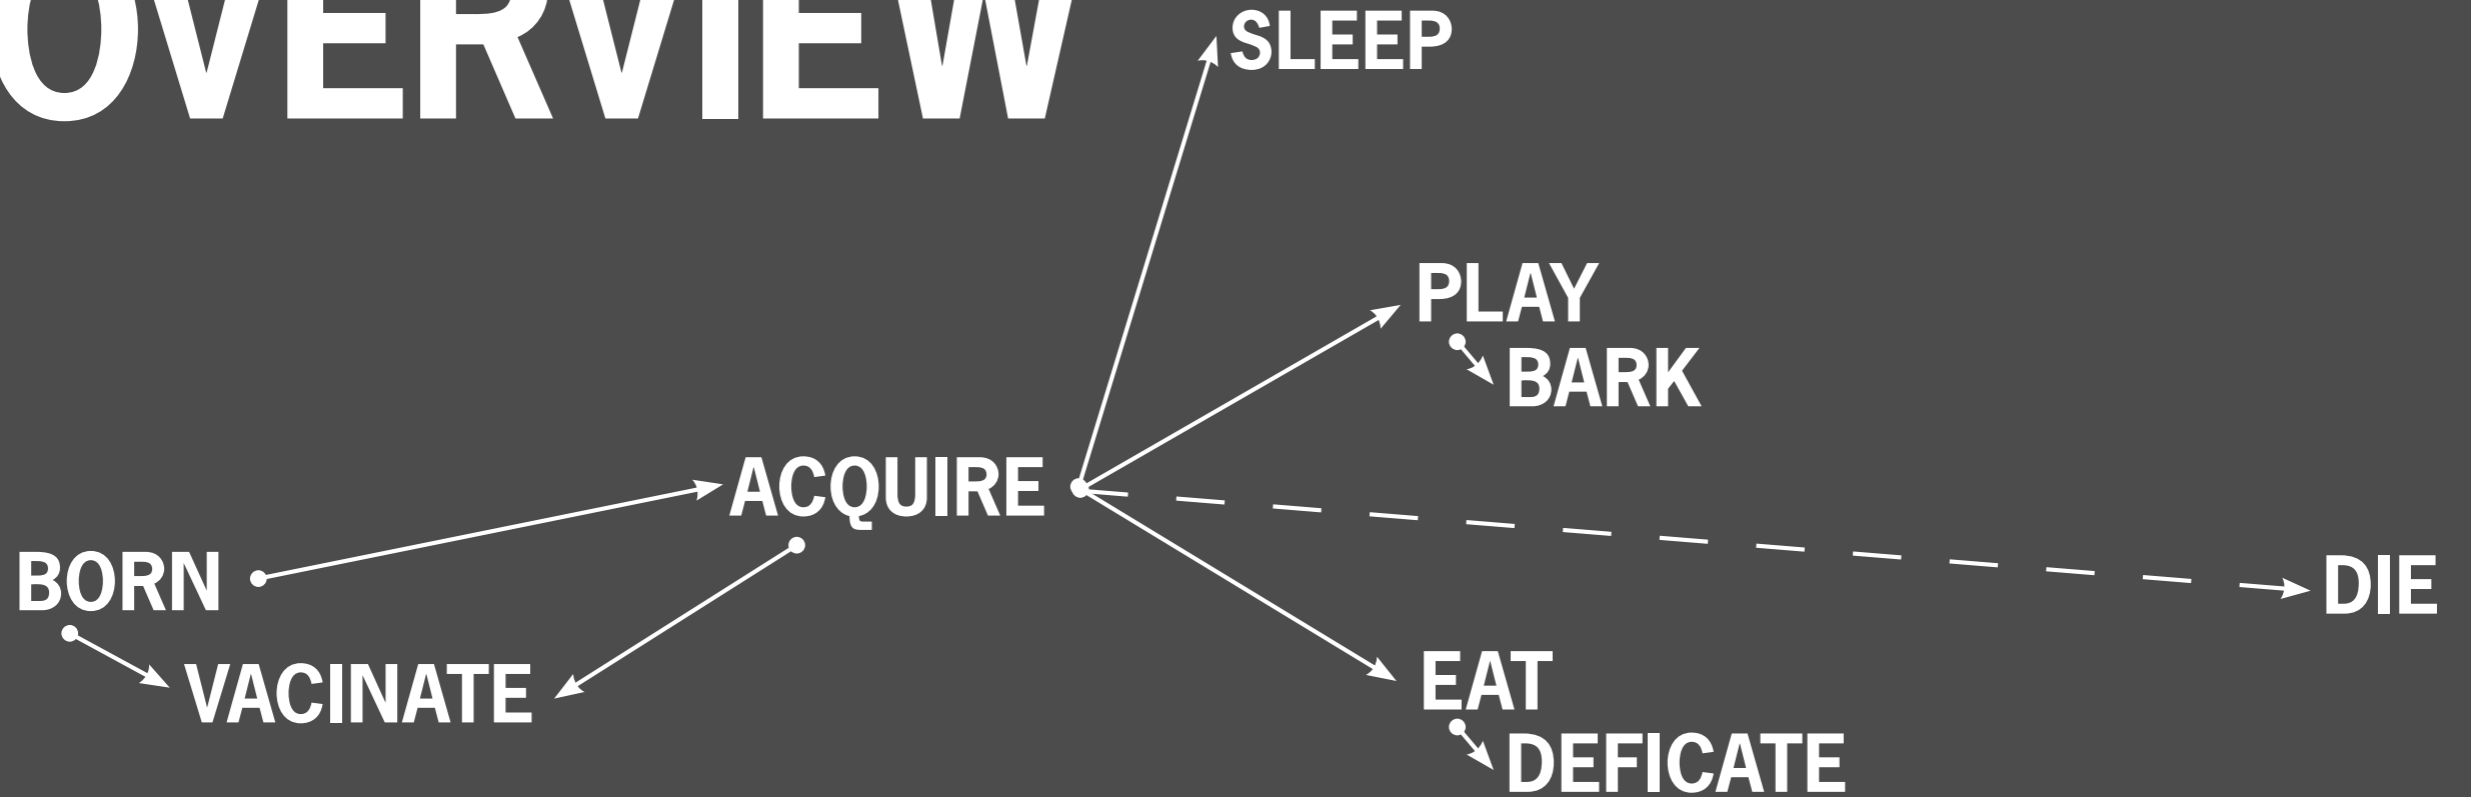 OVERVIEW
SLEEP
PLAY
BARK
ACQUIRE
BORN
DIE
VACINATE
EAT
DEFICATE